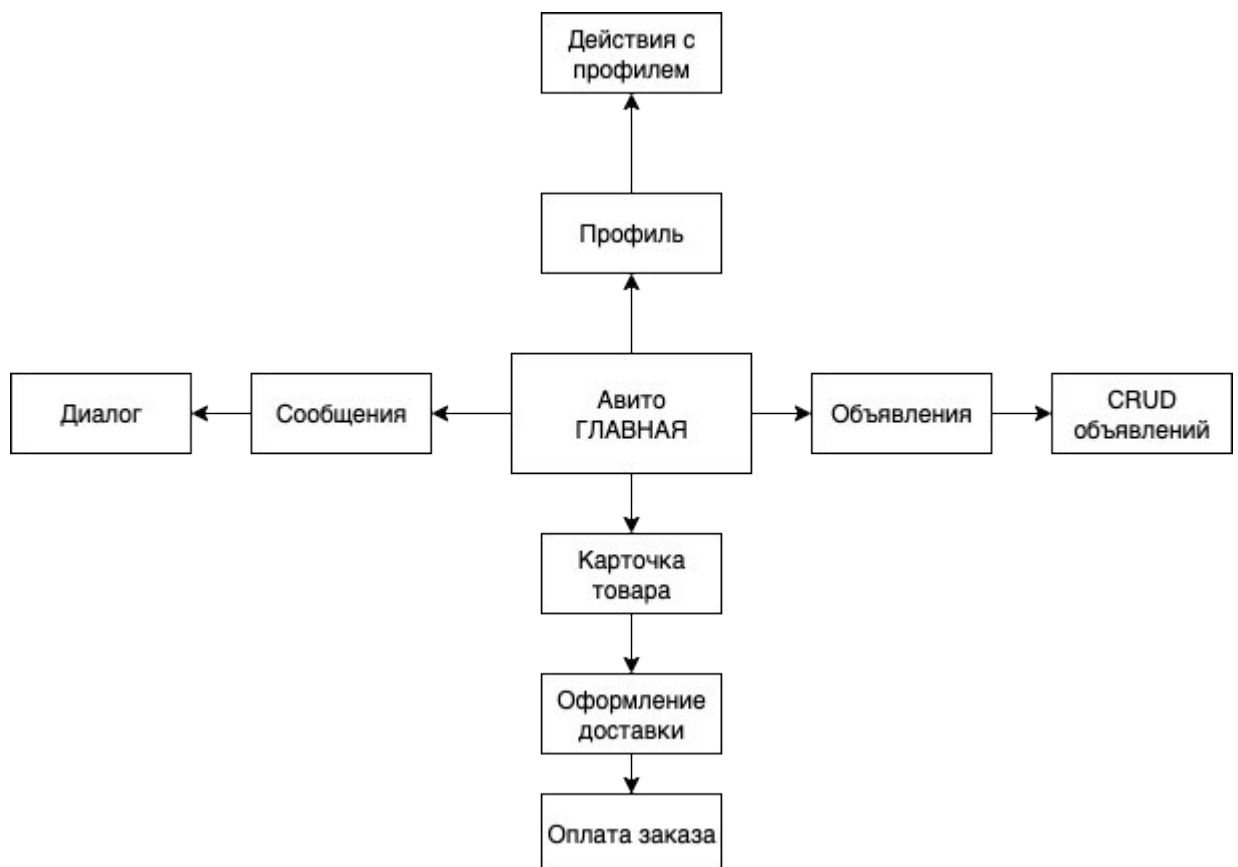 Действия с
профилем
Профиль
Диалог
Сообщения
Авито
ГЛАВНАЯ
Объявления
CRUD
объявлений
Карточка
товара
Оформление
доставки
Оплата заказа